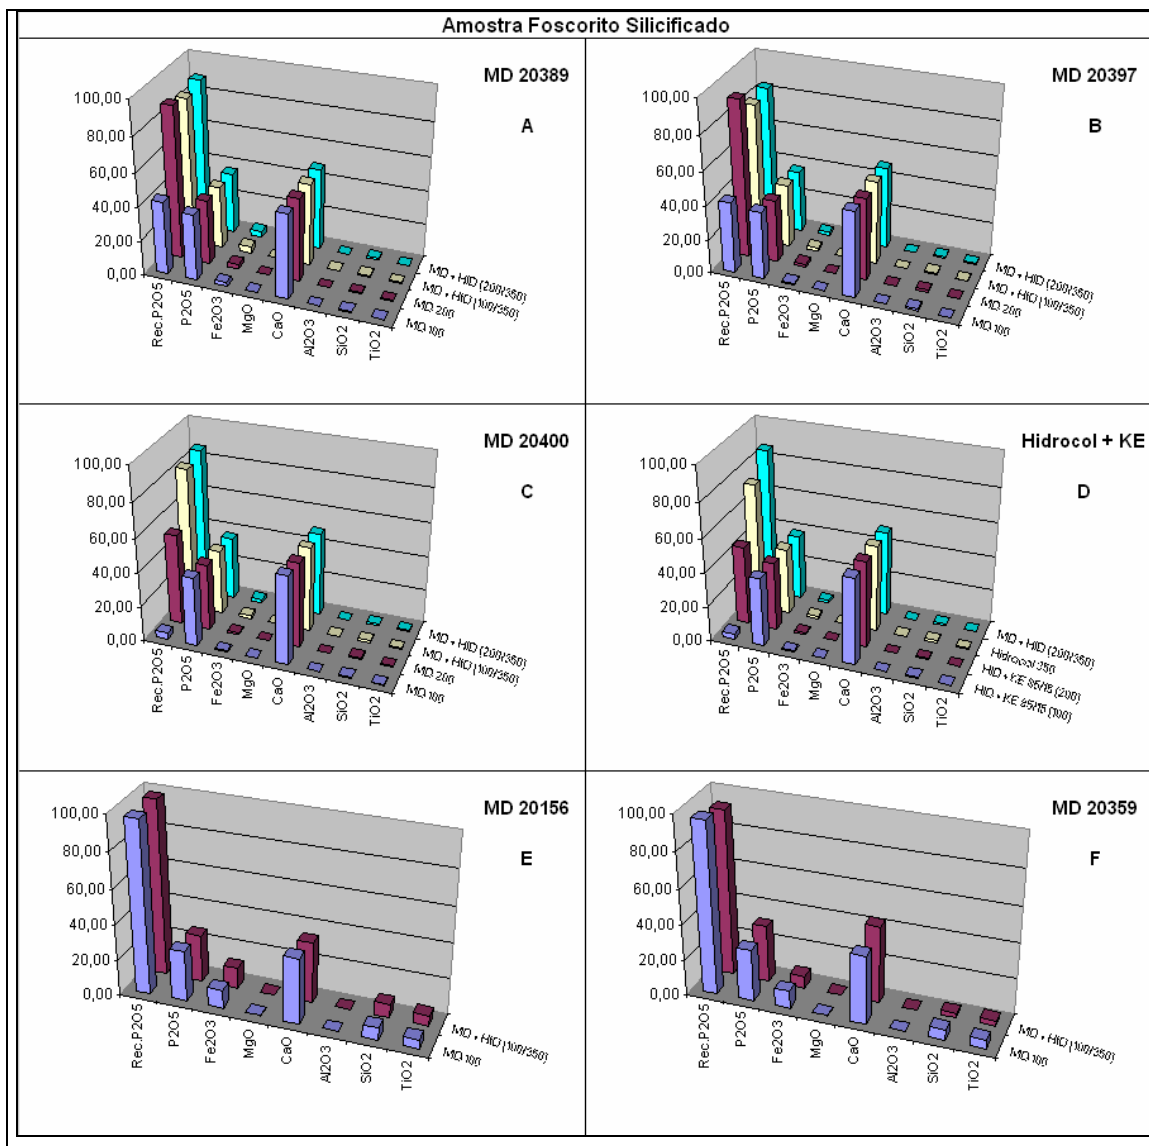 Amostra Foscorito Silicificado
MD 20389
A
100,00
80,00
60,00
40,00
20,00
0,00
Rec.P2O5
P2O5
Fe2O3
MgO
CaO
Al2O3
SiO2
TiO2
MD + HID (200/350)
MD + HID (100/350)
MD 200
MD 100
MD 20397
B
100,00
80,00
60,00
40,00
20,00
0,00
Rec.P2O5
P2O5
Fe2O3
MgO
CaO
Al2O3
SiO2
TiO2
MD + HID (200/350)
MD + HID (100/350)
MD 200
MD 100
MD 20400
C
100,00
80,00
60,00
40,00
20,00
0,00
Rec.P2O5
P2O5
Fe2O3
MgO
CaO
Al2O3
SiO2
TiO2
MD + HID (200/350)
MD + HID (100/350)
MD 200
MD 100
Hidrocol + KE
D
100,00
80,00
60,00
40,00
20,00
0,00
Rec.P2O5
P2O5
Fe2O3
MgO
CaO
Al2O3
SiO2
TiO2
MD + HID (200/350)
Hidrocol 350
HID + KE 85/15 (200)
HID + KE 85/15 (100)
MD 20156
E
100,00
80,00
60,00
40,00
20,00
0,00
Rec.P2O5
P2O5
Fe2O3
MgO
CaO
Al2O3
SiO2
TiO2
MD + HID (100/350)
MD 100
MD 20359
F
100,00
80,00
60,00
40,00
20,00
0,00
Rec.P2O5
P2O5
Fe2O3
MgO
CaO
Al2O3
SiO2
TiO2
MD + HID (100/350)
MD 100